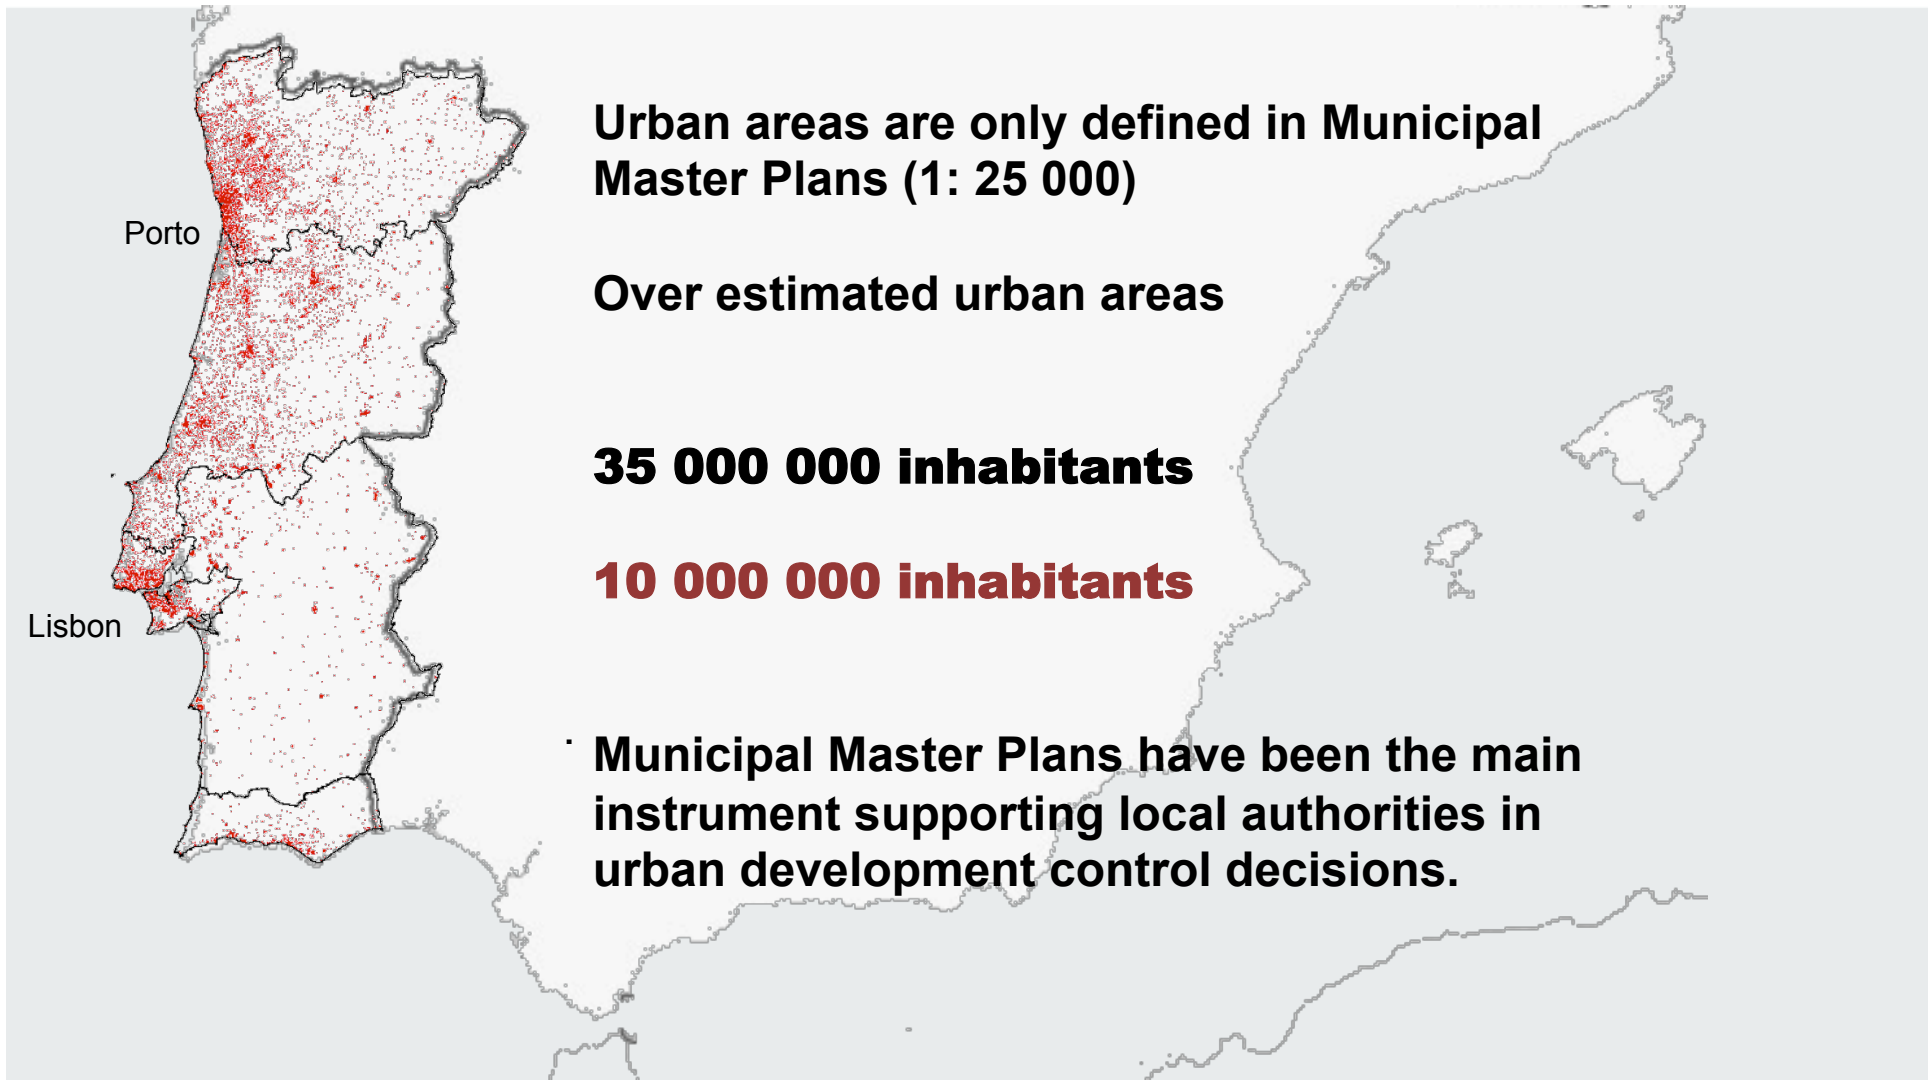 Urban areas are only defined in Municipal
Master Plans (1: 25 000)
Porto
Over estimated urban areas
35 000 000 inhabitants
10 000 000 inhabitants
Lisbon
Municipal Master Plans have been the main
instrument supporting local authorities in
urban development control decisions.